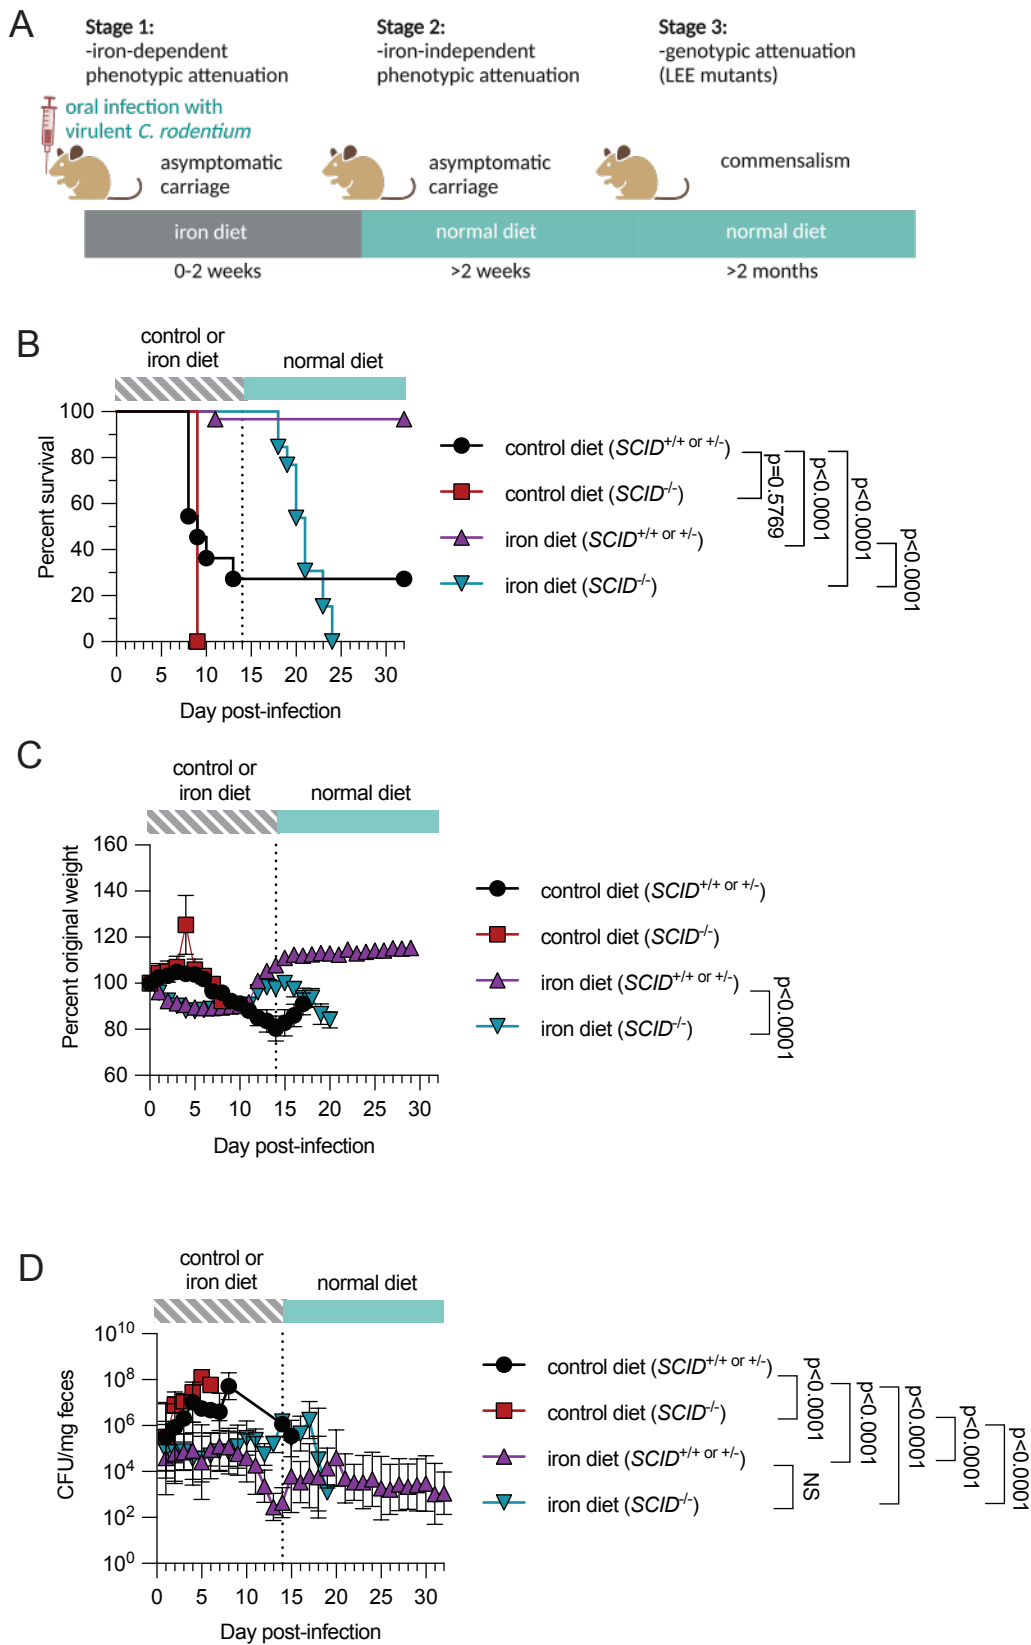 A
Stage 1:
-iron-dependent
phenotypic attenuation
Stage 2:
-iron-independent
phenotypic attenuation
Stage 3:
-genotypic attenuation
(LEE mutants)
oral infection with
virulent C. rodentium
asymptomatic
carriage
asymptomatic
carriage
commensalism
iron diet
normal diet
normal diet
0-2 weeks
>2 weeks
>2 months
B
control or
iron diet
normal diet
Percent survival
100
80
60
40
20
0
0 5 10 15 20 25 30
Day post-infection
control diet (SCID+/+ or +/-)
control diet (SCID-/-)
iron diet (SCID+/+ or +/-)
iron diet (SCID-/-)
p=0.5769
p<0.0001
p<0.0001
p<0.0001
C
control or
iron diet
normal diet
Percent original weight
160
140
120
100
80
60
0 5 10 15 20 25 30
Day post-infection
control diet (SCID+/+ or +/-)
control diet (SCID-/-)
iron diet (SCID+/+ or +/-)
iron diet (SCID-/-)
p<0.0001
D
control or
iron diet
normal diet
CFU/mg feces
10^10
10^8
10^6
10^4
10^2
10^0
0 5 10 15 20 25 30
Day post-infection
control diet (SCID+/+ or +/-)
control diet (SCID-/-)
iron diet (SCID+/+ or +/-)
iron diet (SCID-/-)
p<0.0001
NS
p<0.0001
p<0.0001
p<0.0001
p<0.0001